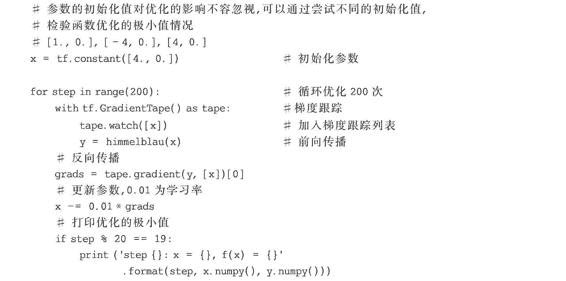 # 参数的初始化值对优化的影响不容忽视,可以通过尝试不同的初始化值,
# 检验函数优化的极小值情况
# [1., 0.], [-4, 0.], [4, 0.]
x = tf.constant([4., 0.]) # 初始化参数
for step in range(200): # 循环优化 200 次
with tf.GradientTape() as tape: #梯度跟踪
tape.watch([x]) # 加入梯度跟踪列表
y = himmelblau(x) # 前向传播
# 反向传播
grads = tape.gradient(y, [x])[0]
# 更新参数,0.01 为学习率
x -= 0.01 * grads
# 打印优化的极小值
if step % 20 == 19:
print ('step {}: x = {}, f(x) = {}'
.format(step, x.numpy(), y.numpy()))